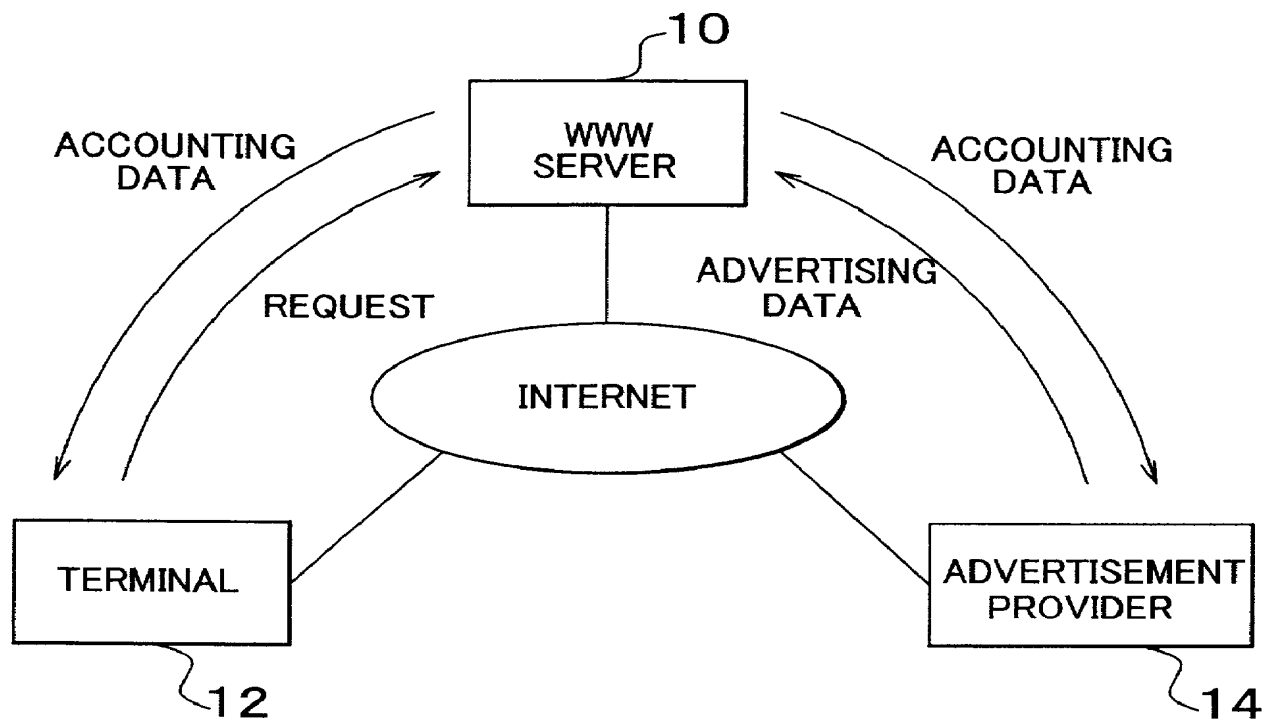 10
WWW
SERVER
ACCOUNTING
DATA
ACCOUNTING
DATA
REQUEST
ADVERTISING
DATA
INTERNET
TERMINAL
ADVERTISEMENT
PROVIDER
12
14